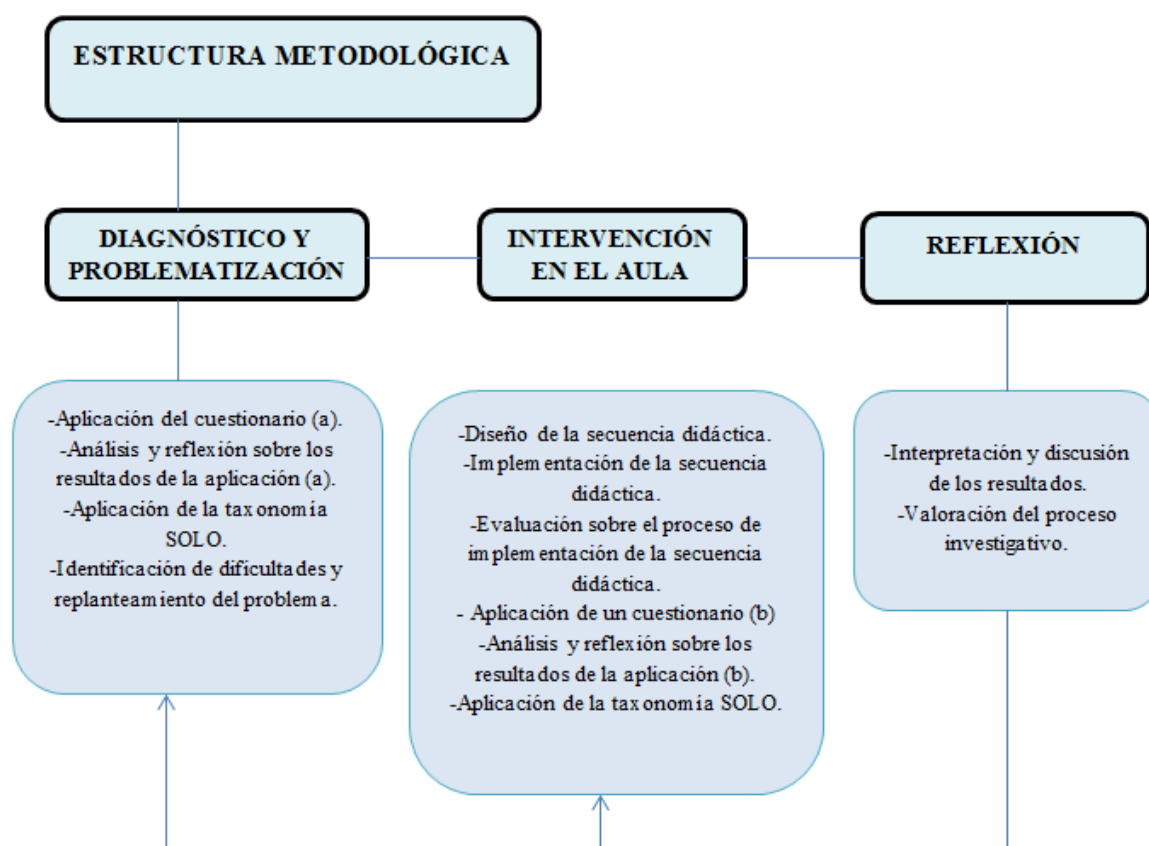 ESTRUCTURA METODOLÓGICA
DIAGNÓSTICO Y
PROBLEMATIZACIÓN
INTERVENCIÓN
EN EL AULA
REFLEXIÓN
-Aplicación del cuestionario (a).
-Análisis y reflexión sobre los
resultados de la aplicación (a).
-Aplicación de la taxonomía
SOLO.
-Identificación de dificultades y
replanteamiento del problema.
-Diseño de la secuencia didáctica.
-Implementación de la secuencia
didáctica.
-Evaluación sobre el proceso de
implementación de la secuencia
didáctica.
- Aplicación de un cuestionario (b)
-Análisis y reflexión sobre los
resultados de la aplicación (b).
-Aplicación de la taxonomía SOLO.
-Interpretación y discusión
de los resultados.
-Valoración del proceso
investigativo.